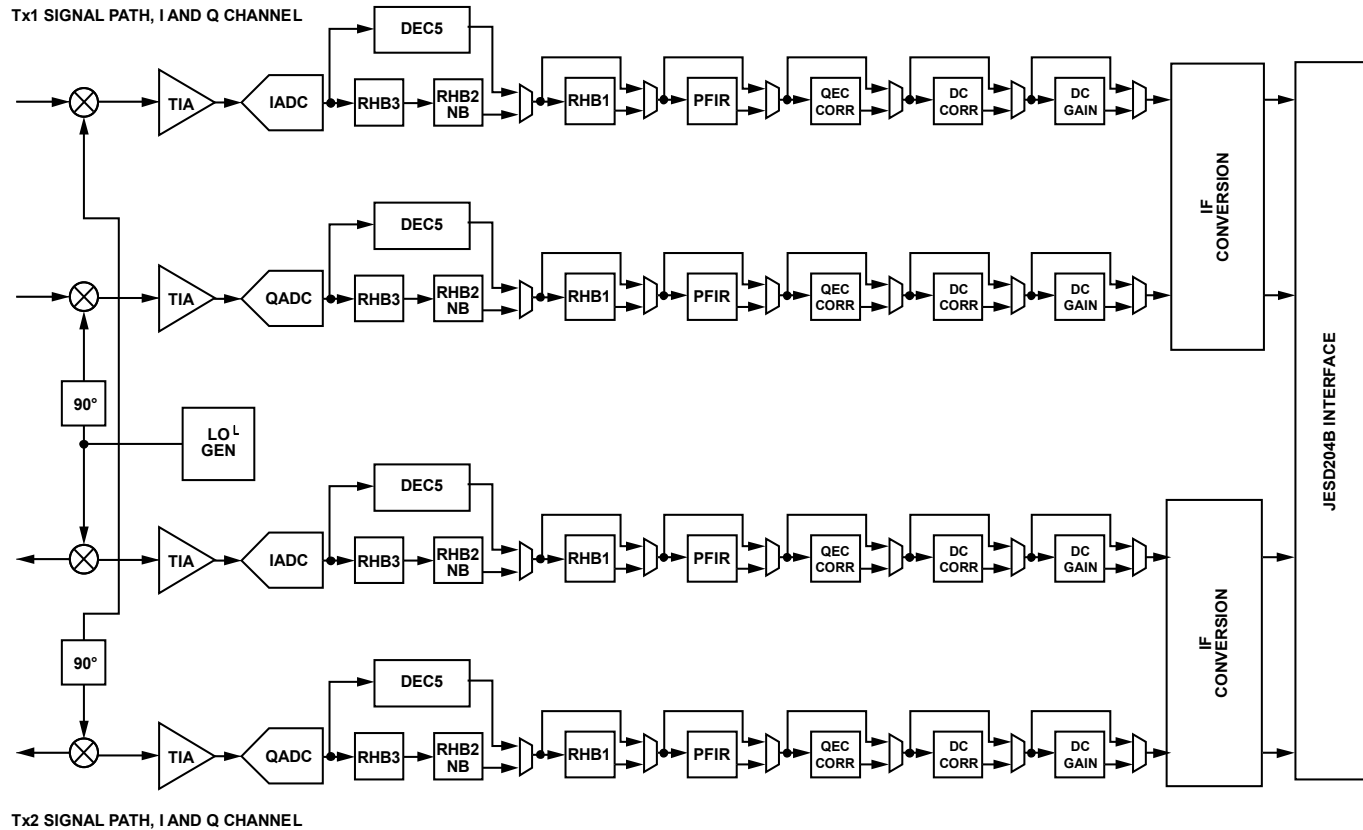 Tx1 SIGNAL PATH, I AND Q CHANNEL
DEC5
TIA
IADC
RHB3
RHB2
NB
RHB1
PFIR
QEC
CORR
DC
CORR
DC
GAIN
DEC5
TIA
QADC
RHB3
RHB2
NB
RHB1
PFIR
QEC
CORR
DC
CORR
DC
GAIN
IF
CONVERSION
90°
LO L
GEN
JESD204B INTERFACE
DEC5
TIA
IADC
RHB3
RHB2
NB
RHB1
PFIR
QEC
CORR
DC
CORR
DC
GAIN
IF
CONVERSION
90°
DEC5
TIA
QADC
RHB3
RHB2
NB
RHB1
PFIR
QEC
CORR
DC
CORR
DC
GAIN
Tx2 SIGNAL PATH, I AND Q CHANNEL